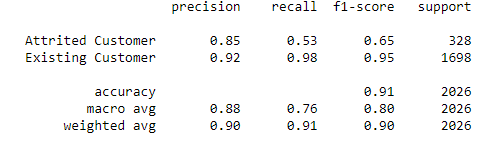 precision recall f1-score support
Attrited Customer 0.85 0.53 0.65 328
Existing Customer 0.92 0.98 0.95 1698
accuracy 0.91 2026
macro avg 0.88 0.76 0.80 2026
weighted avg 0.90 0.91 0.90 2026